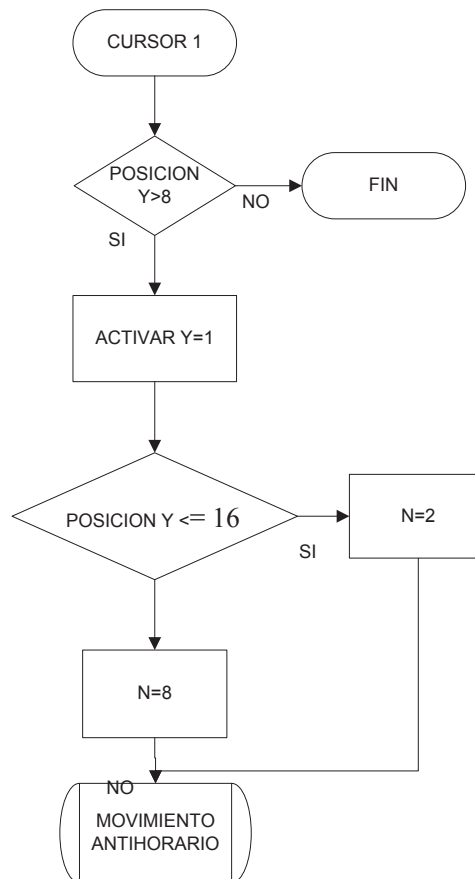 CURSOR 1
POSICION
Y>8
NO
FIN
SI
ACTIVAR Y=1
POSICION Y <= 16
SI
N=2
N=8
NO
MOVIMIENTO
ANTIHORARIO